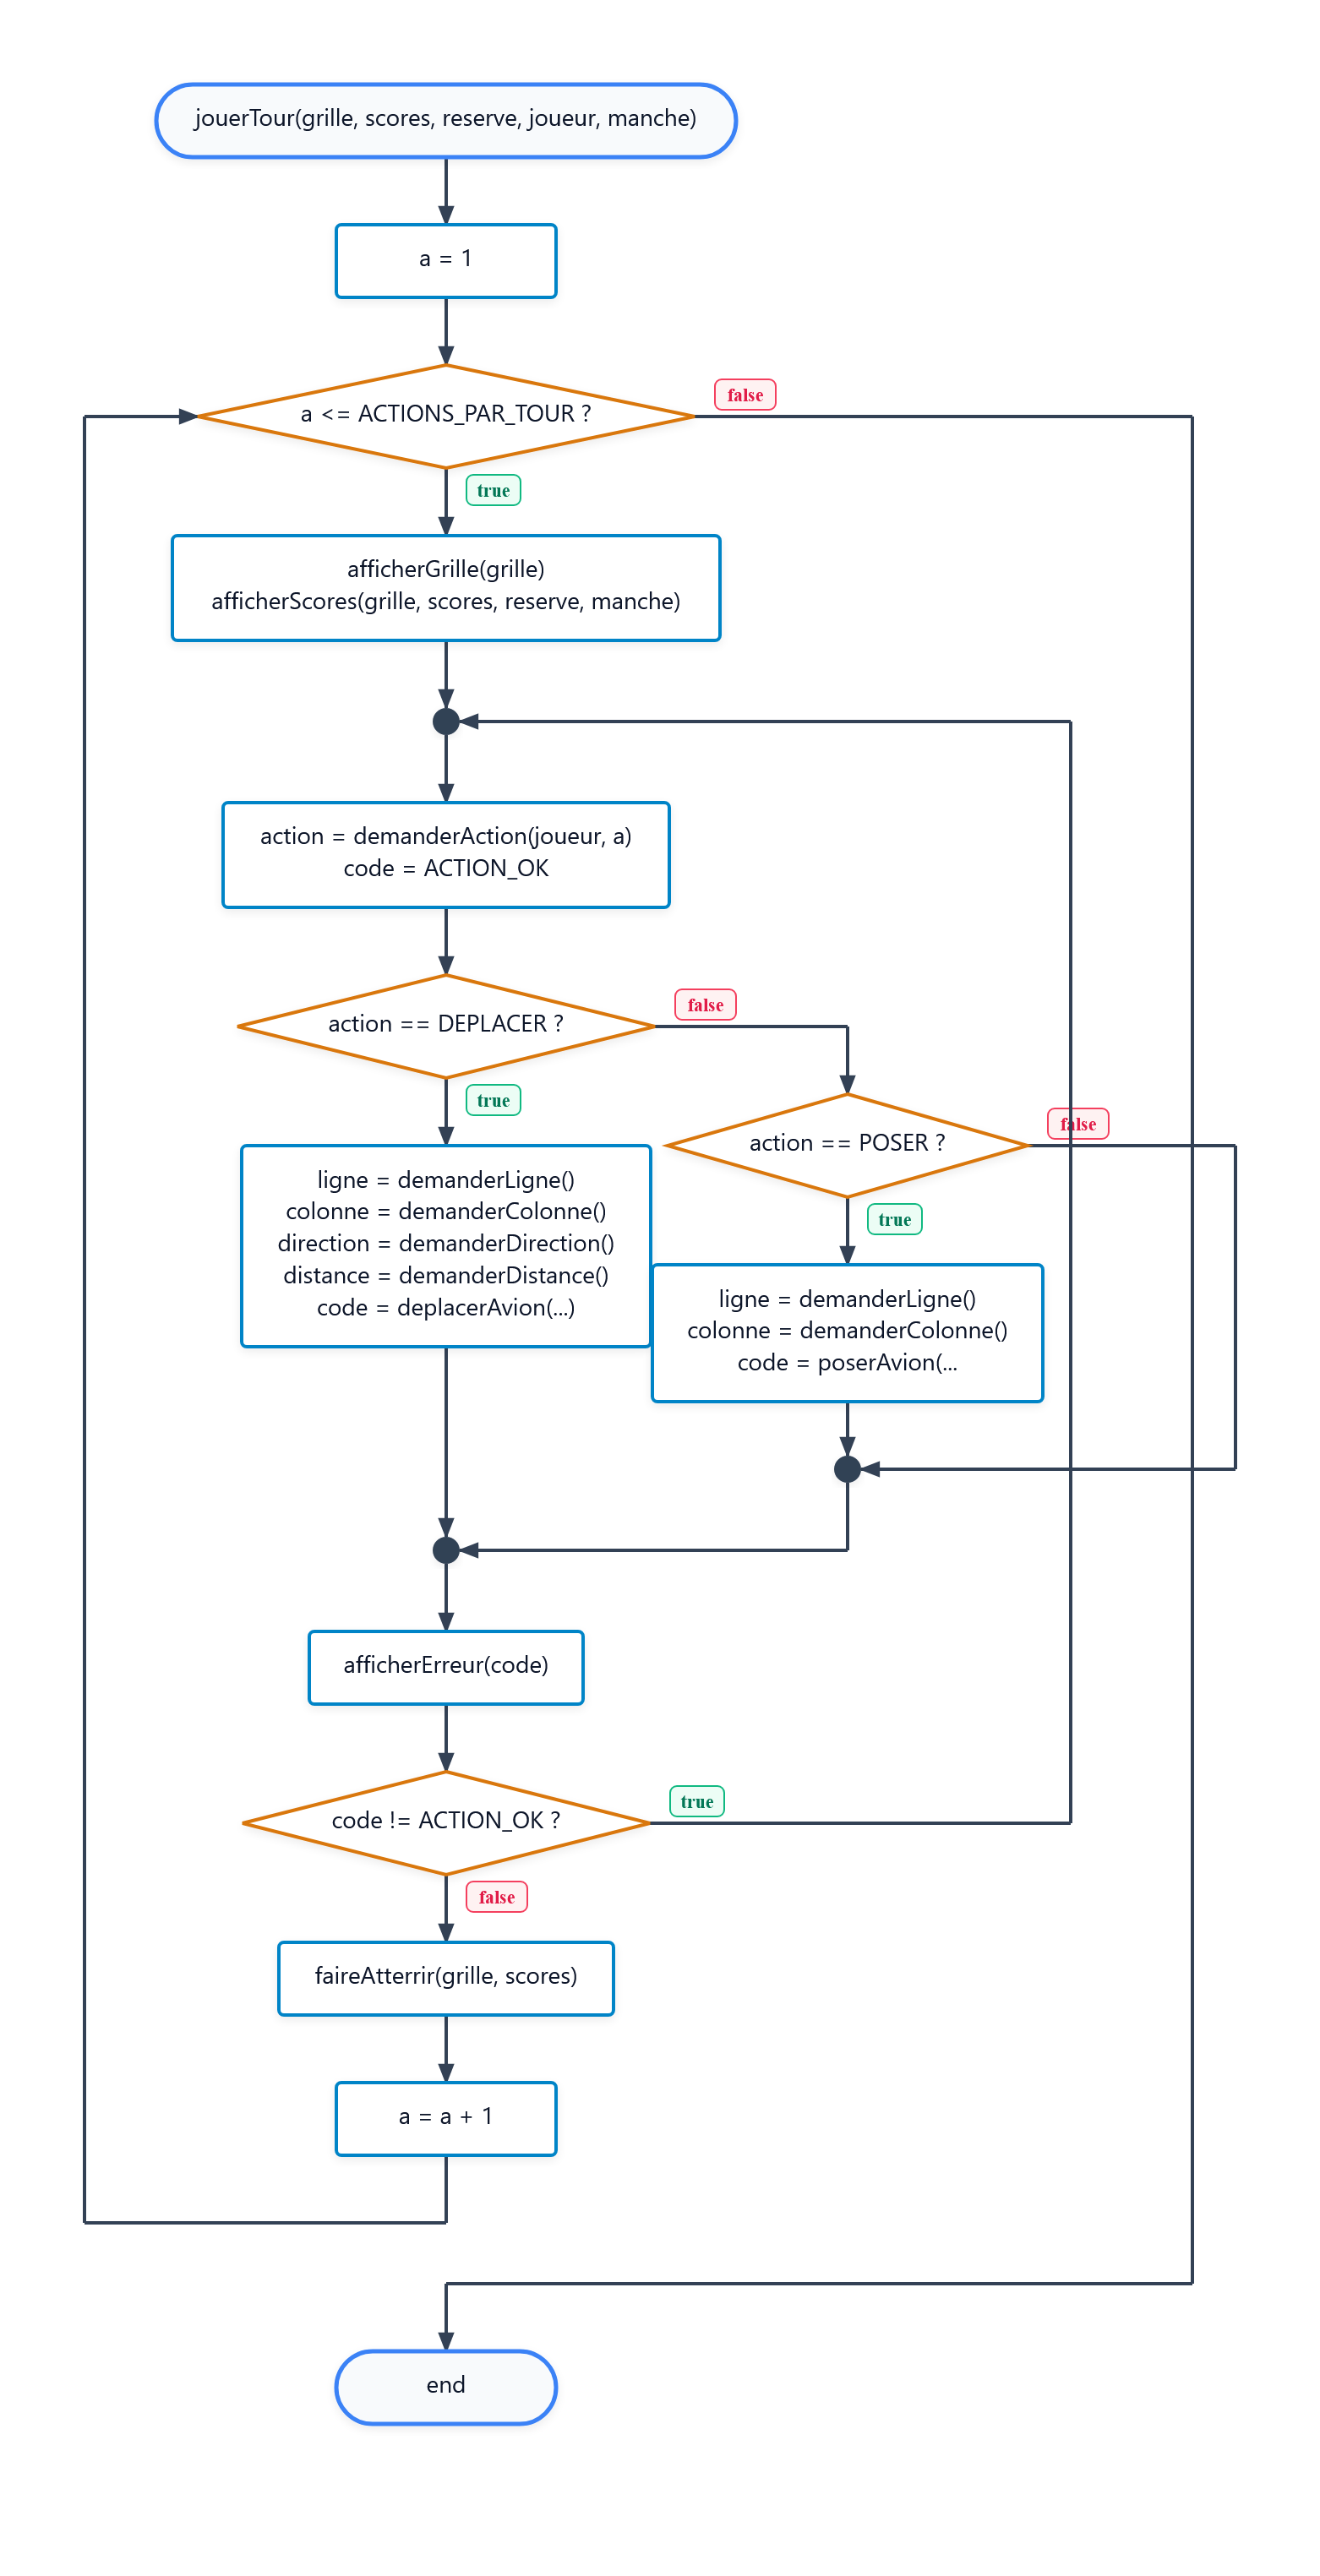 jouerTour(grille, scores, reserve, joueur, manche)
a = 1
a <= ACTIONS_PAR_TOUR ?
false
true
afficherGrille(grille)
afficherScores(grille, scores, reserve, manche)
action = demanderAction(joueur, a)
code = ACTION_OK
action == DEPLACER ?
false
true
action == POSER ?
false
true
ligne = demanderLigne()
colonne = demanderColonne()
direction = demanderDirection()
distance = demanderDistance()
code = deplacerAvion(...)
ligne = demanderLigne()
colonne = demanderColonne()
code = poserAvion(...
afficherErreur(code)
code != ACTION_OK ?
true
false
faireAtterrir(grille, scores)
a = a + 1
end